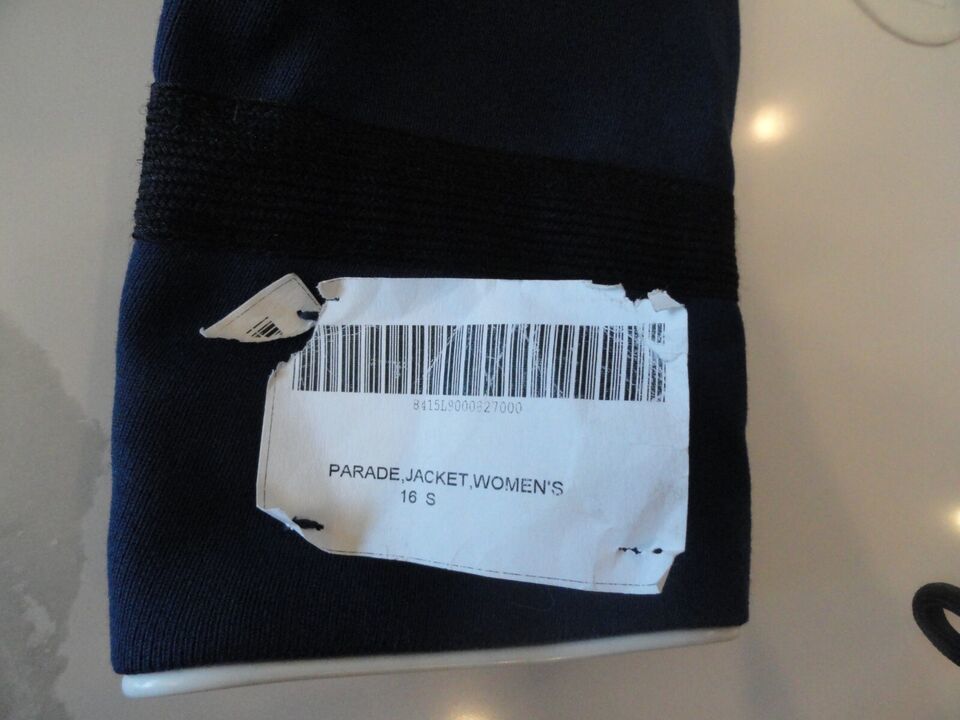 8415L9000827000
PARADE,JACKET,WOMEN'S
16 S